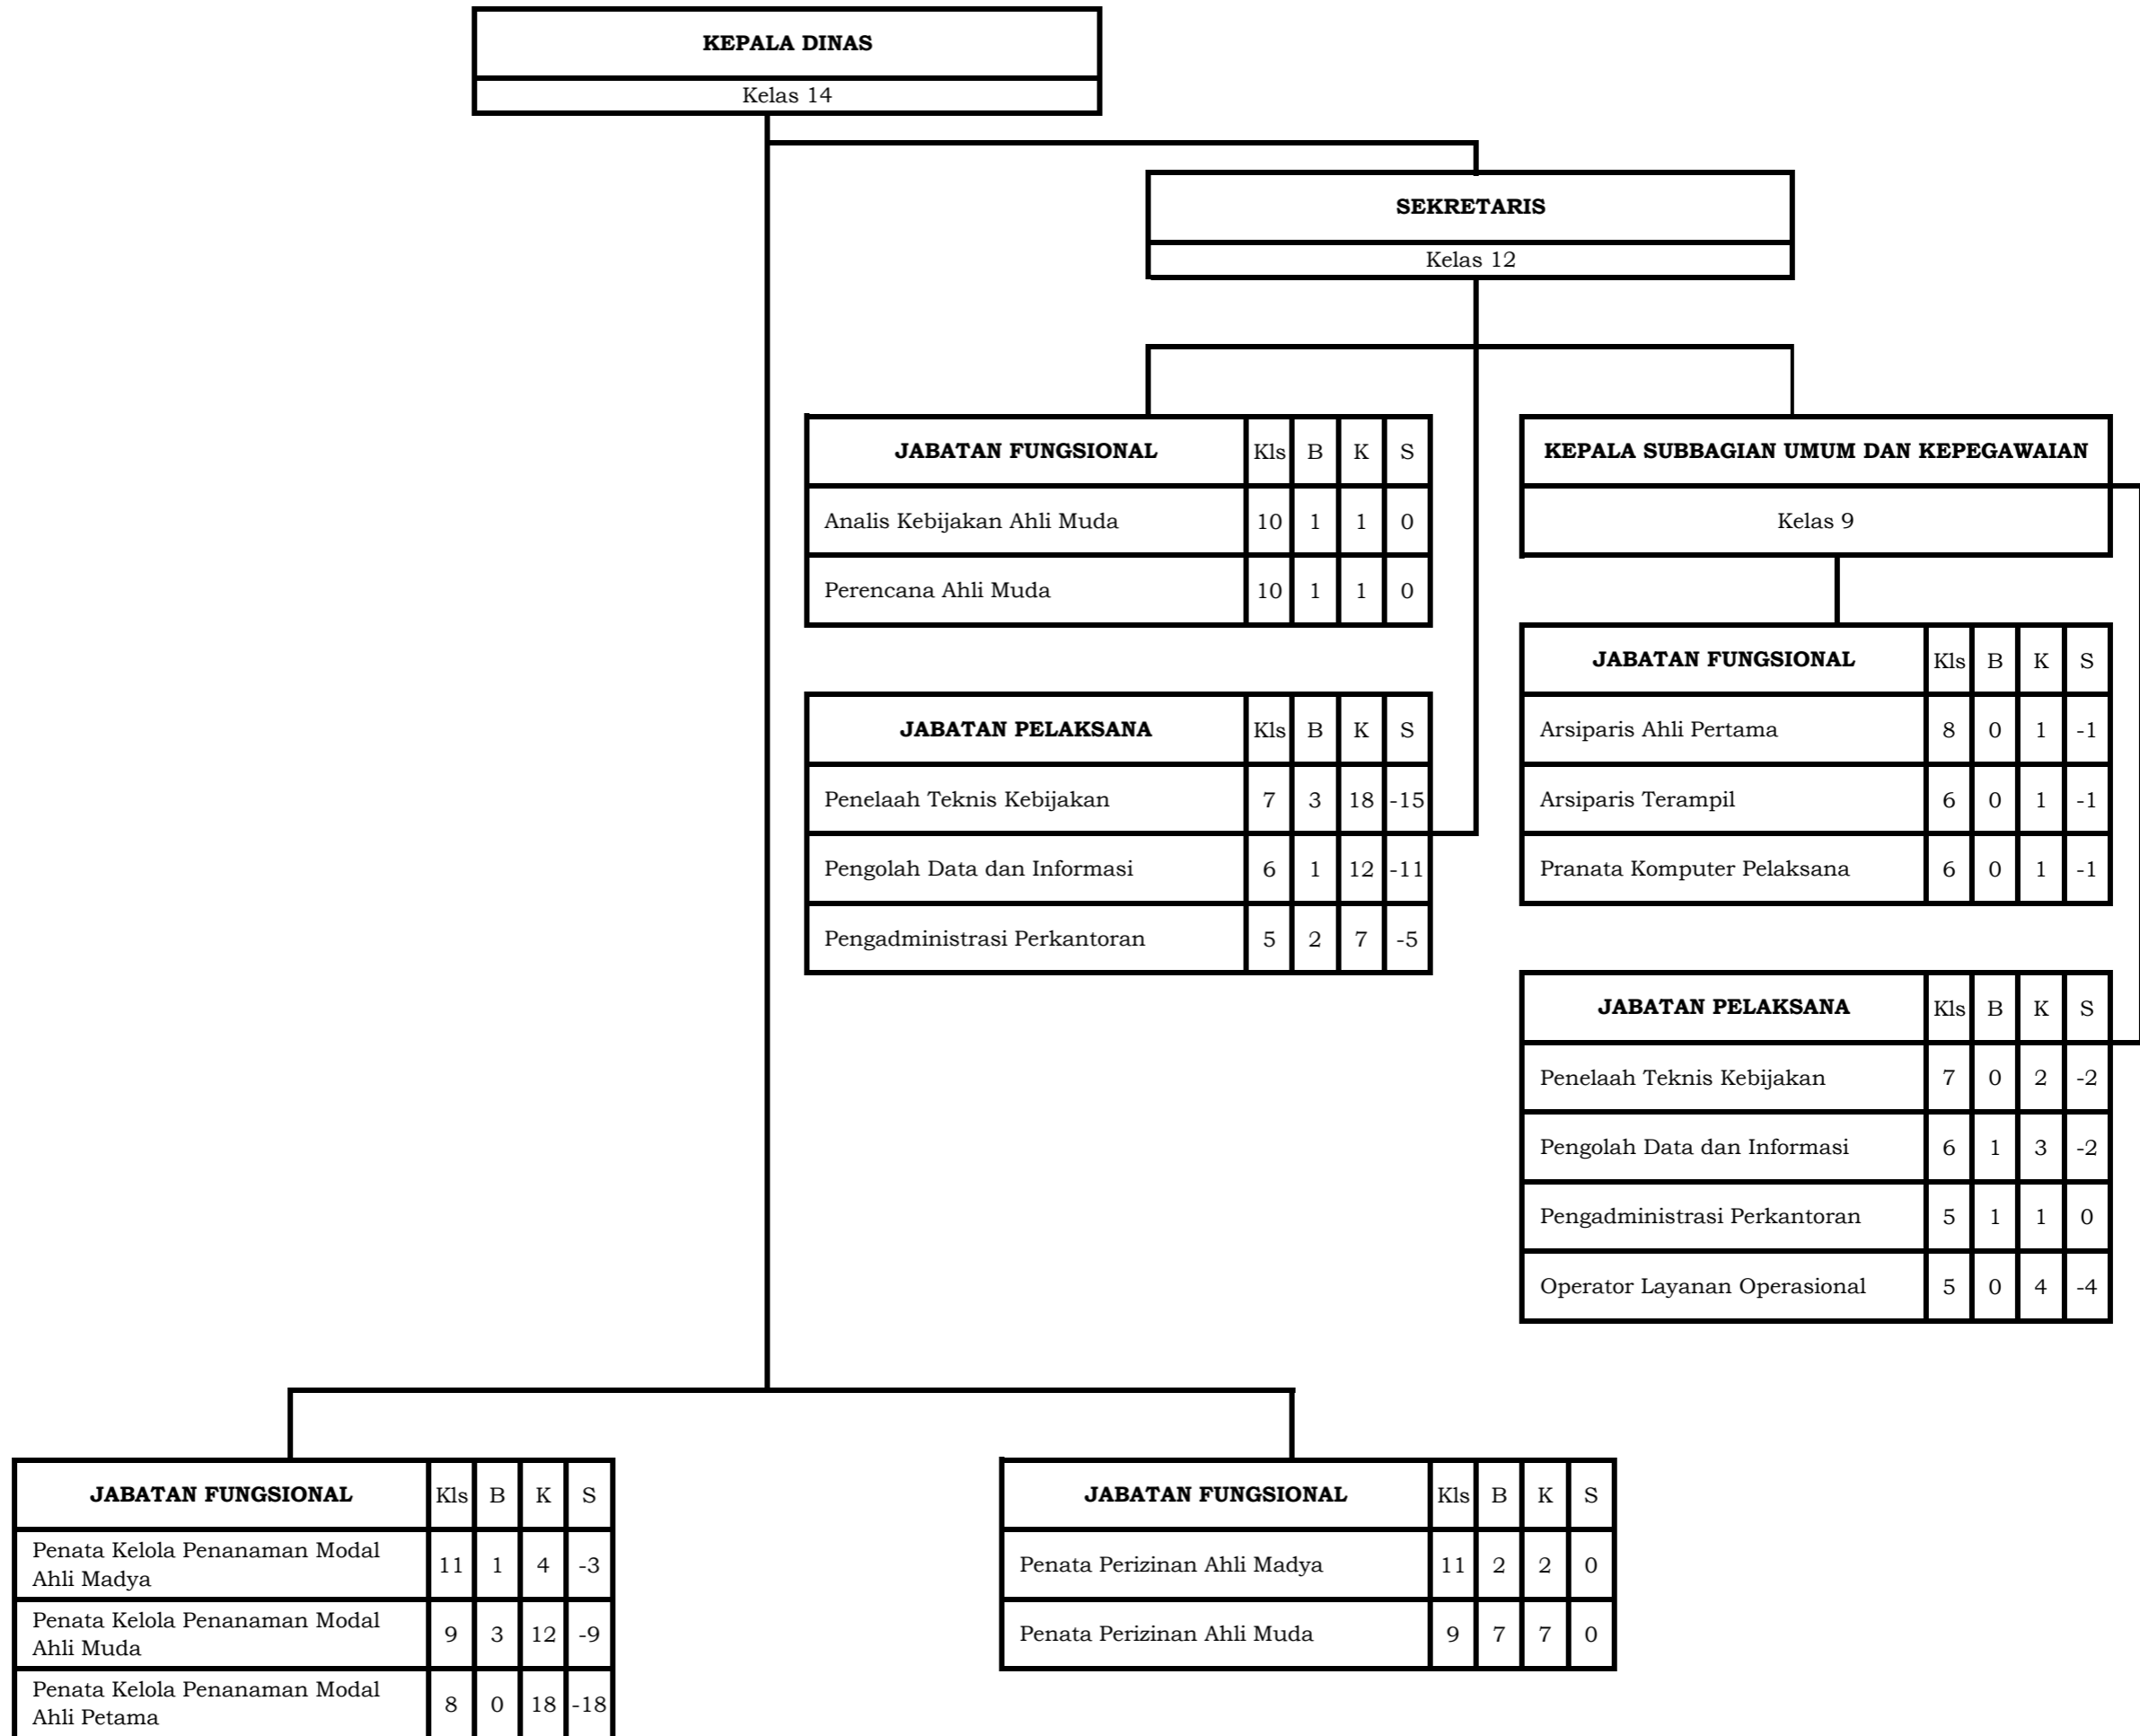 KEPALA DINAS
Kelas 14
SEKRETARIS
Kelas 12
JABATAN FUNGSIONAL Kls B K S
Analis Kebijakan Ahli Muda 10 1 1 0
Perencana Ahli Muda 10 1 1 0
JABATAN PELAKSANA Kls B K S
Penelaah Teknis Kebijakan 7 3 18 -15
Pengolah Data dan Informasi 6 1 12 -11
Pengadministrasi Perkantoran 5 2 7 -5
KEPALA SUBBAGIAN UMUM DAN KEPEGAWAIAN
Kelas 9
JABATAN FUNGSIONAL Kls B K S
Arsiparis Ahli Pertama 8 0 1 -1
Arsiparis Terampil 6 0 1 -1
Pranata Komputer Pelaksana 6 0 1 -1
JABATAN PELAKSANA Kls B K S
Penelaah Teknis Kebijakan 7 0 2 -2
Pengolah Data dan Informasi 6 1 3 -2
Pengadministrasi Perkantoran 5 1 1 0
Operator Layanan Operasional 5 0 4 -4
JABATAN FUNGSIONAL Kls B K S
Penata Kelola Penanaman Modal
Ahli Madya 11 1 4 -3
Penata Kelola Penanaman Modal
Ahli Muda 9 3 12 -9
Penata Kelola Penanaman Modal
Ahli Petama 8 0 18 -18
JABATAN FUNGSIONAL Kls B K S
Penata Perizinan Ahli Madya 11 2 2 0
Penata Perizinan Ahli Muda 9 7 7 0